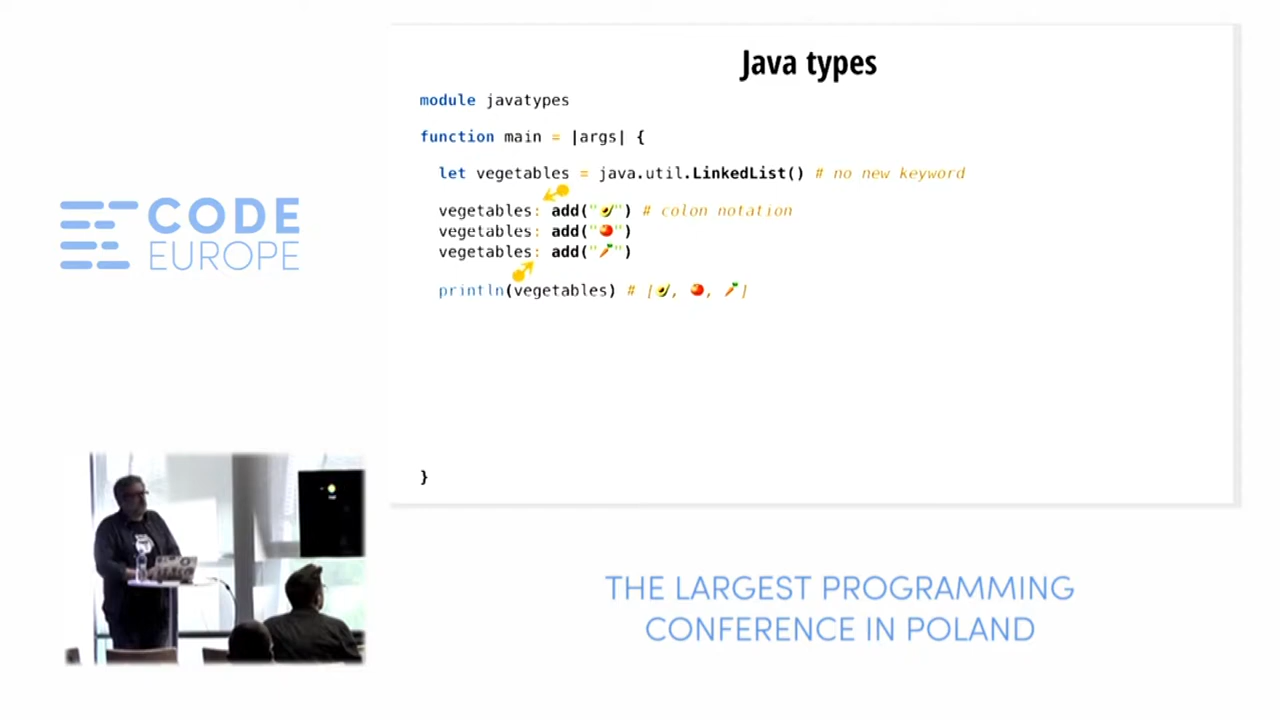 Java types
module javatypes
function main = |args| {
let vegetables = java.util.LinkedList() # no new keyword
vegetables: add("🥑") # colon notation
vegetables: add("🍅")
vegetables: add("🥕")
println(vegetables) # [🥑, 🍅, 🥕]
}
CODE
EUROPE
THE LARGEST PROGRAMMING
CONFERENCE IN POLAND